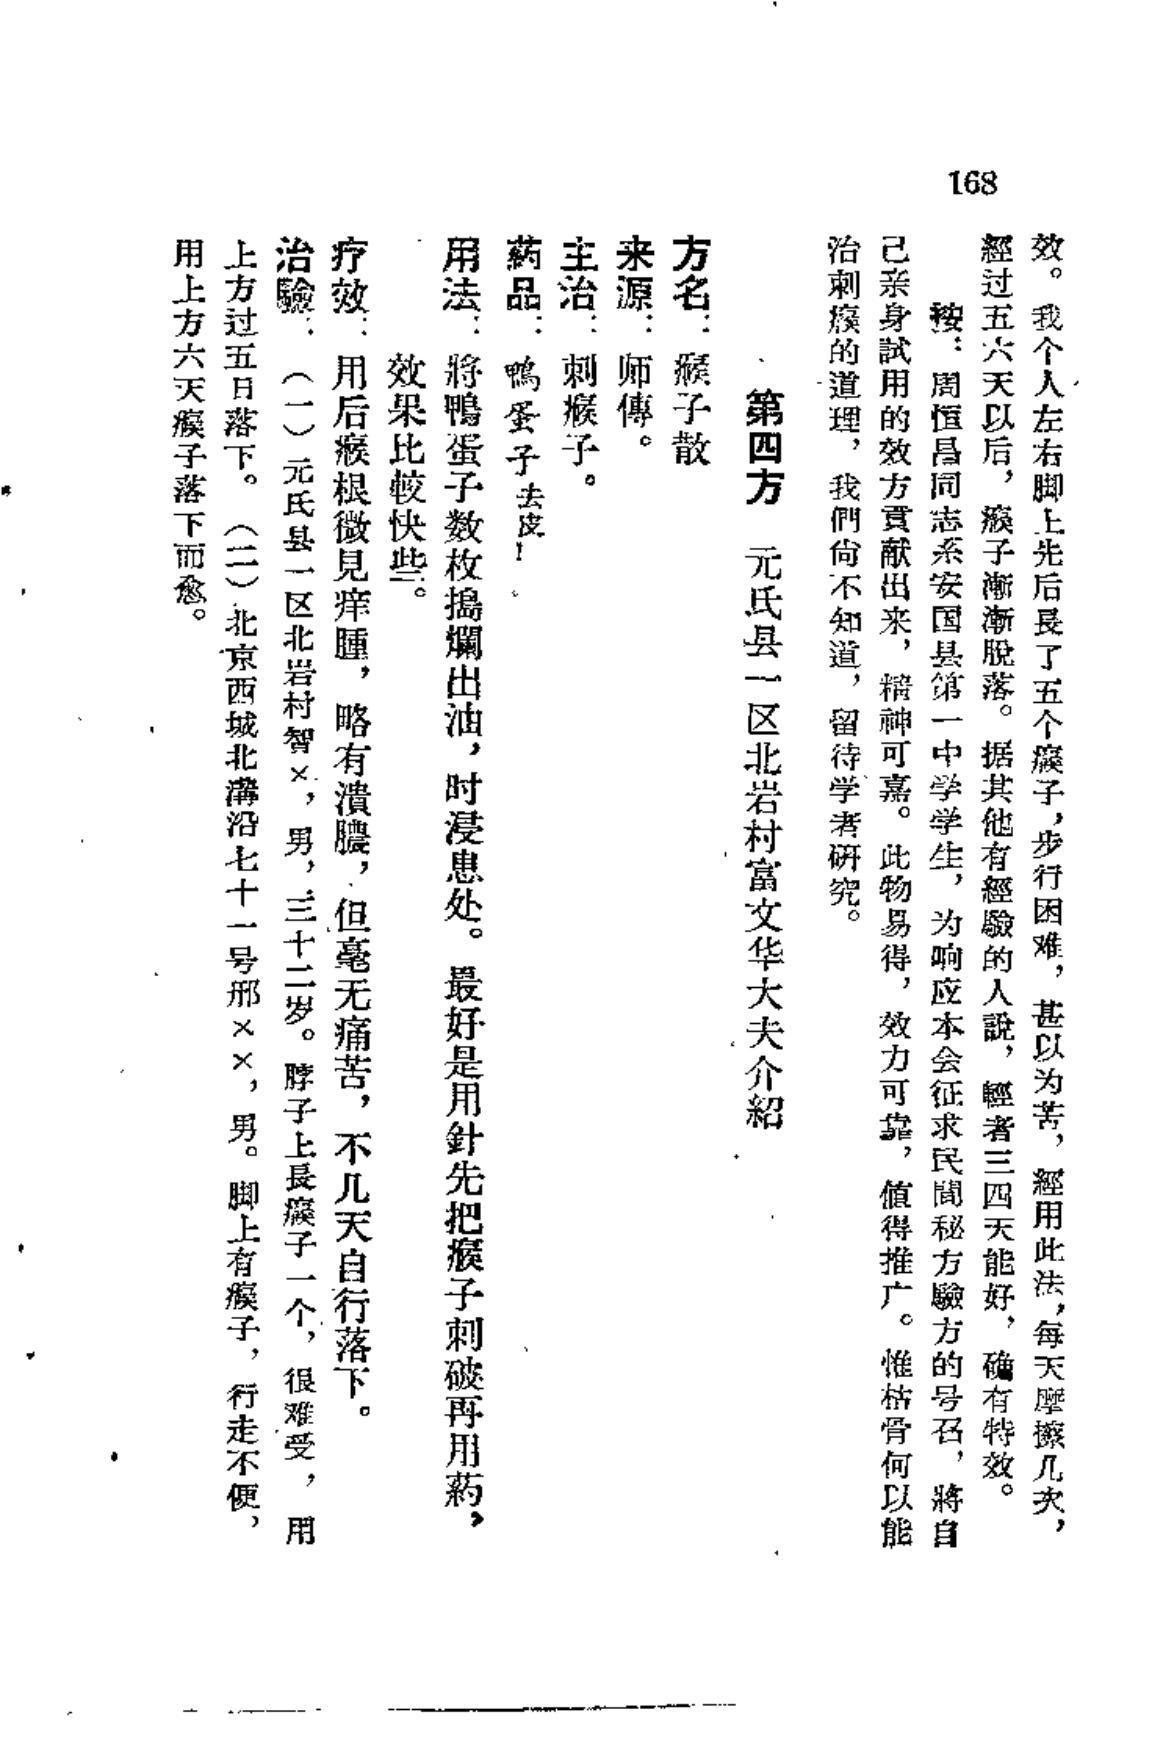 168
效。我个人左右脚上先后長了五个瘊子，步行困难，甚以为苦，經用此法，每天摩擦几次，
經过五六天以后，瘊子漸漸脫落。据其他有經驗的人說，輕者三四天能好，确有特效。
按：周恒昌同志系安国县第一中学学生，为响应本会征求民間秘方驗方的号召，將自
己亲身試用的效方貢献出来，精神可嘉。此物易得，效力可靠，値得推广。惟枯骨何以能
治刺瘊的道理，我們尙不知道，留待学者研究。
第四方　元氏县一区北岩村富文华大夫介紹
方名：瘊子散
来源：师傳。
主治：刺瘊子。
葯品：鴨蛋子去皮！
用法：將鴨蛋子数枚搗爛出油，时浸患处。最好是用針先把瘊子刺破再用葯，
效果比較快些。
疗效：用后瘊根微見痒腫，略有潰膿，但毫无痛苦，不几天自行落下。
治驗：（一）元氏县一区北岩村智×，男，三十二岁。脖子上長瘊子一个，很难受，用
上方过五日落下。（二）北京西城北溝沿七十一号邢××，男。脚上有瘊子，行走不便，
用上方六天瘊子落下而愈。